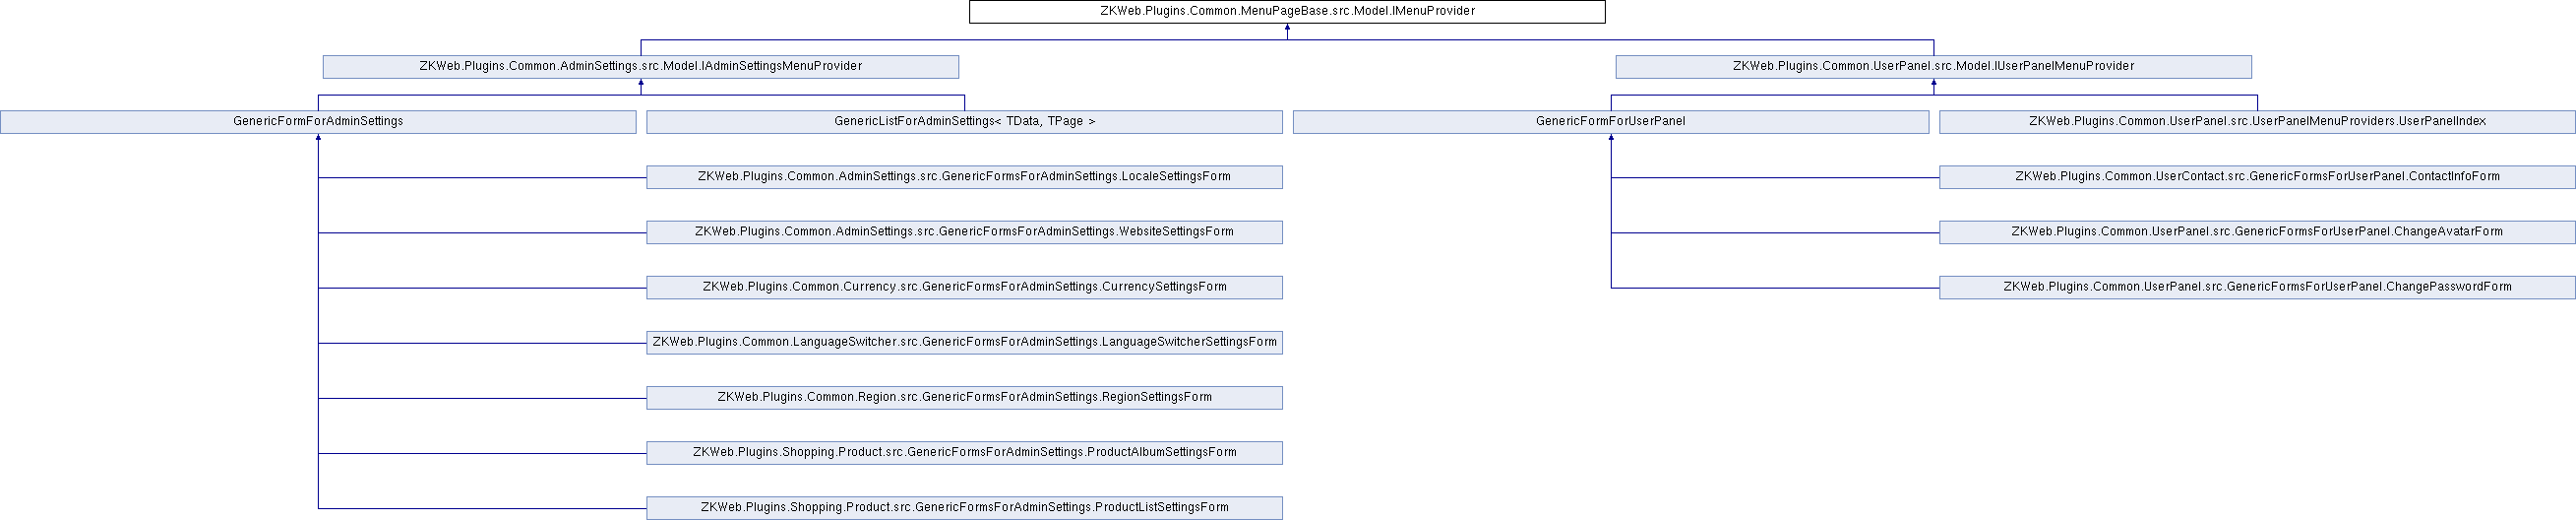 ZKWeb.Plugins.Common.MenuPageBase.src.Model.IMenuProvider
ZKWeb.Plugins.Common.AdminSettings.src.Model.IAdminSettingsMenuProvider
ZKWeb.Plugins.Common.UserPanel.src.Model.IUserPanelMenuProvider
GenericFormForAdminSettings
GenericListForAdminSettings< TData, TPage >
GenericFormForUserPanel
ZKWeb.Plugins.Common.UserPanel.src.UserPanelMenuProviders.UserPanelIndex
ZKWeb.Plugins.Common.AdminSettings.src.GenericFormsForAdminSettings.LocaleSettingsForm
ZKWeb.Plugins.Common.UserContact.src.GenericFormsForUserPanel.ContactInfoForm
ZKWeb.Plugins.Common.AdminSettings.src.GenericFormsForAdminSettings.WebsiteSettingsForm
ZKWeb.Plugins.Common.UserPanel.src.GenericFormsForUserPanel.ChangeAvatarForm
ZKWeb.Plugins.Common.Currency.src.GenericFormsForAdminSettings.CurrencySettingsForm
ZKWeb.Plugins.Common.UserPanel.src.GenericFormsForUserPanel.ChangePasswordForm
ZKWeb.Plugins.Common.LanguageSwitcher.src.GenericFormsForAdminSettings.LanguageSwitcherSettingsForm
ZKWeb.Plugins.Common.Region.src.GenericFormsForAdminSettings.RegionSettingsForm
ZKWeb.Plugins.Shopping.Product.src.GenericFormsForAdminSettings.ProductAlbumSettingsForm
ZKWeb.Plugins.Shopping.Product.src.GenericFormsForAdminSettings.ProductListSettingsForm